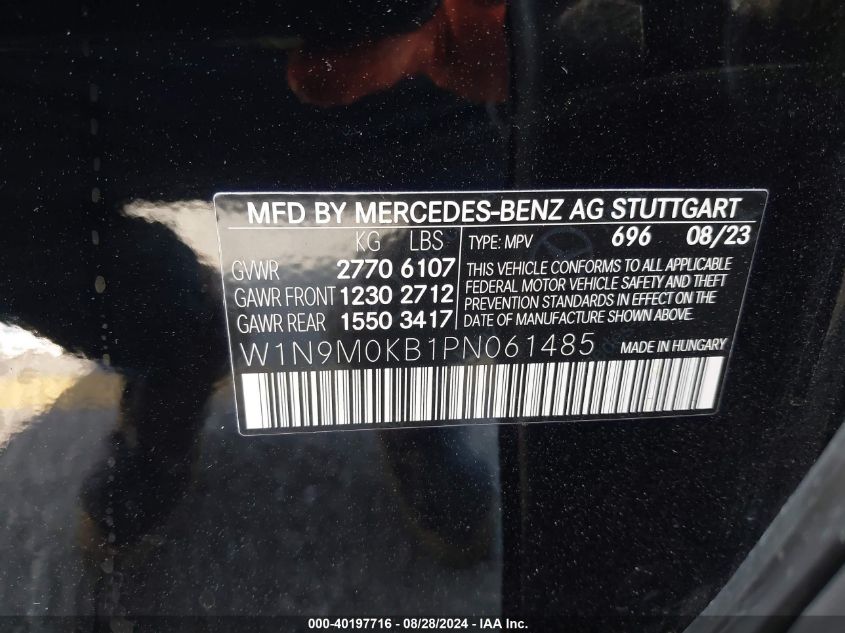 MFD BY MERCEDES-BENZ AG STUTTGART
KG LBS
GVWR 2770 6107
GAWR FRONT 1230 2712
GAWR REAR 1550 3417
TYPE: MPV 696 08/23
THIS VEHICLE CONFORMS TO ALL APPLICABLE
FEDERAL MOTOR VEHICLE SAFETY AND THEFT
PREVENTION STANDARDS IN EFFECT ON THE
DATE OF MANUFACTURE SHOWN ABOVE.
W1N9M0KB1PN061485 MADE IN HUNGARY
000-40197716 - 08/28/2024 - IAA Inc.